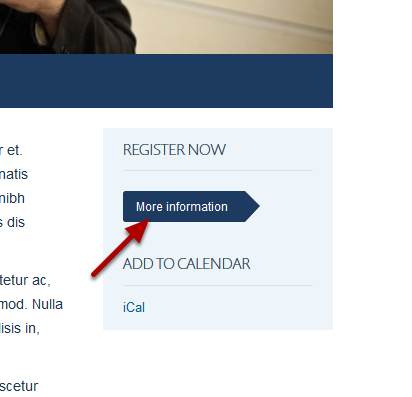 r et.
natis
nibh
s dis
tetur ac,
mod. Nulla
isis in,
scetur
REGISTER NOW
More information
ADD TO CALENDAR
iCal